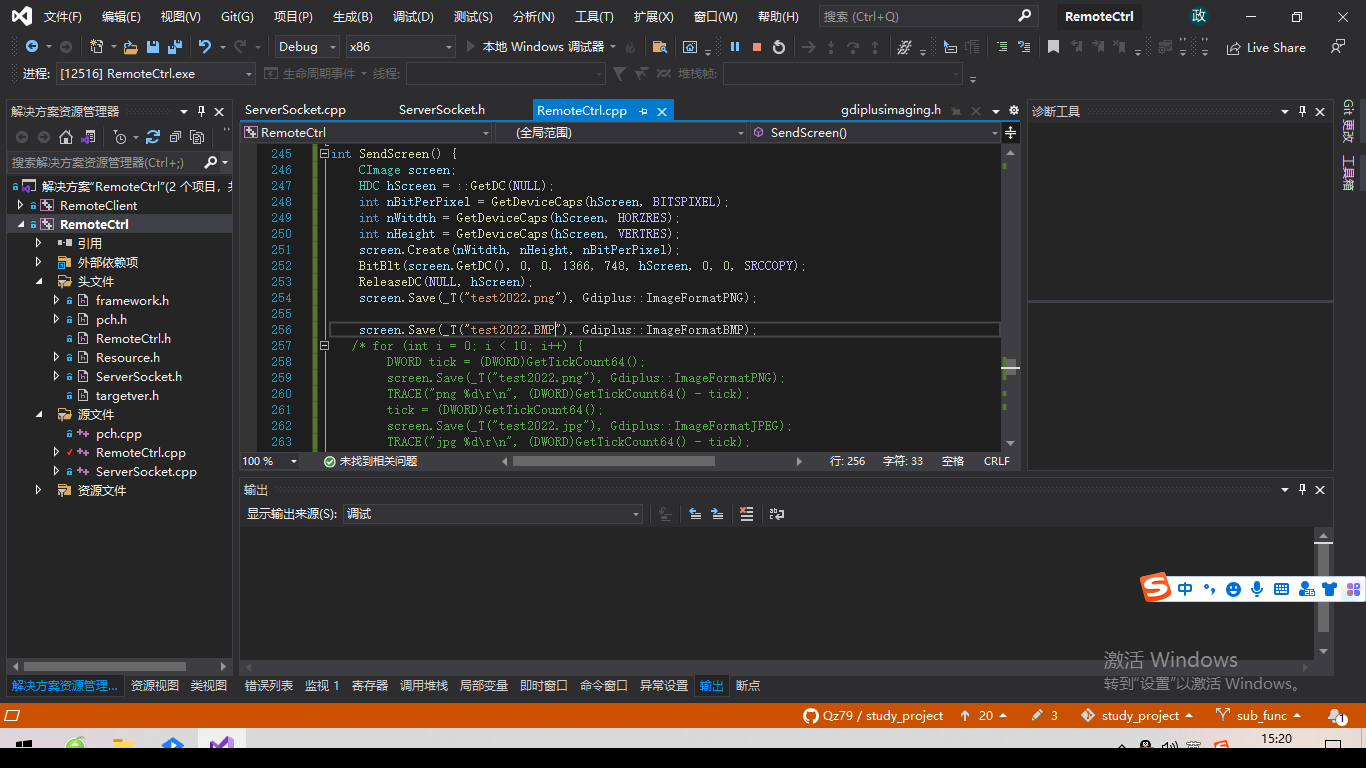 文件(F) 编辑(E) 视图(V) Git(G) 项目(P) 生成(B) 调试(D) 测试(S) 分析(N) 工具(T) 扩展(X) 窗口(W) 帮助(H) 搜索 (Ctrl+Q) RemoteCtrl 政
Debug x86 本地 Windows 调试器 Live Share
进程: [12516] RemoteCtrl.exe 生命周期事件 线程: 堆栈帧:
解决方案资源管理器
搜索解决方案资源管理器(Ctrl+;)
解决方案"RemoteCtrl"(2 个项目,
RemoteClient
RemoteCtrl
引用
外部依赖项
头文件
framework.h
pch.h
RemoteCtrl.h
Resource.h
ServerSocket.h
targetver.h
源文件
pch.cpp
RemoteCtrl.cpp
ServerSocket.cpp
资源文件
解决方案资源管理... 资源视图 类视图
ServerSocket.cpp ServerSocket.h RemoteCtrl.cpp gdiplusimaging.h
RemoteCtrl (全局范围) SendScreen()
245 int SendScreen() {
246 CImage screen;
247 HDC hScreen = ::GetDC(NULL);
248 int nBitPerPixel = GetDeviceCaps(hScreen, BITSPIXEL);
249 int nWitdth = GetDeviceCaps(hScreen, HORZRES);
250 int nHeight = GetDeviceCaps(hScreen, VERTRES);
251 screen.Create(nWitdth, nHeight, nBitPerPixel);
252 BitBlt(screen.GetDC(), 0, 0, 1366, 748, hScreen, 0, 0, SRCCOPY);
253 ReleaseDC(NULL, hScreen);
254 screen.Save(_T("test2022.png"), Gdiplus::ImageFormatPNG);
255
256 screen.Save(_T("test2022.BMP"), Gdiplus::ImageFormatBMP);
257 /* for (int i = 0; i < 10; i++) {
258 DWORD tick = (DWORD)GetTickCount64();
259 screen.Save(_T("test2022.png"), Gdiplus::ImageFormatPNG);
260 TRACE("png %d\r\n", (DWORD)GetTickCount64() - tick);
261 tick = (DWORD)GetTickCount64();
262 screen.Save(_T("test2022.jpg"), Gdiplus::ImageFormatJPEG);
263 TRACE("jpg %d\r\n", (DWORD)GetTickCount64() - tick);
100 % 未找到相关问题 行: 256 字符: 33 空格 CRLF
诊断工具
Git 更改
工具箱
输出
显示输出来源(S): 调试
中
激活 Windows
转到"设置"以激活 Windows。
错误列表 监视 1 寄存器 调用堆栈 局部变量 即时窗口 命令窗口 异常设置 输出 断点
Qz79 / study_project 20 3 study_project sub_func 1
15:20